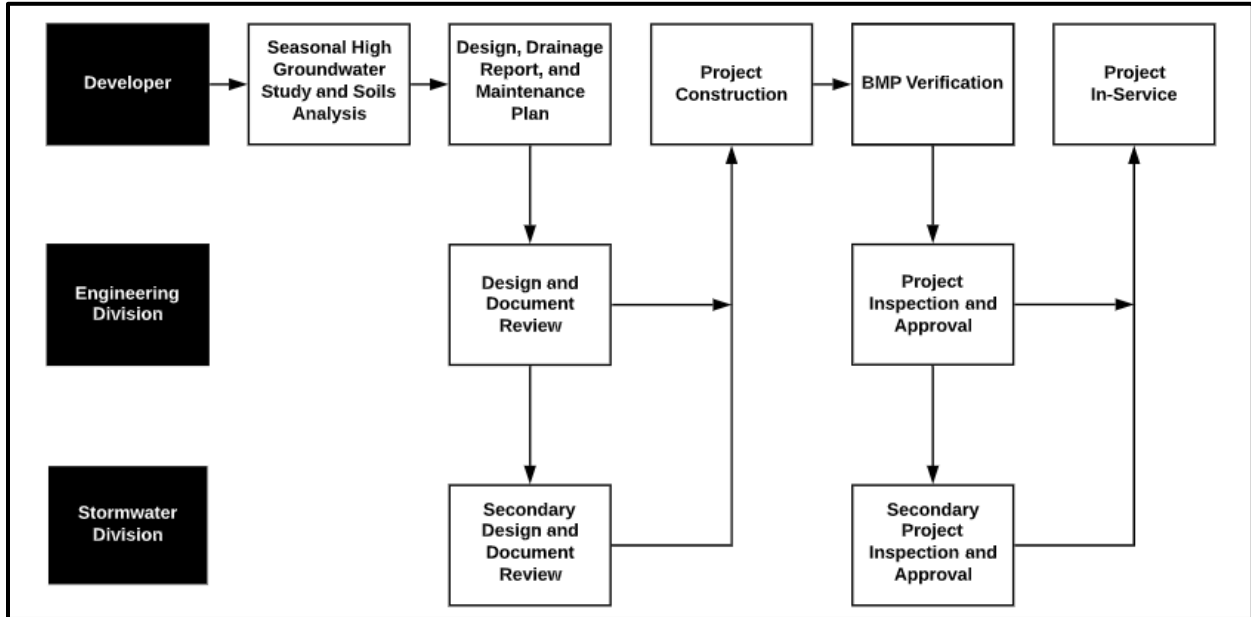 Developer
Seasonal High
Groundwater
Study and Soils
Analysis
Design, Drainage
Report, and
Maintenance
Plan
Project
Construction
BMP Verification
Project
In-Service
Engineering
Division
Design and
Document
Review
Project
Inspection and
Approval
Stormwater
Division
Secondary
Design and
Document
Review
Secondary
Project
Inspection and
Approval